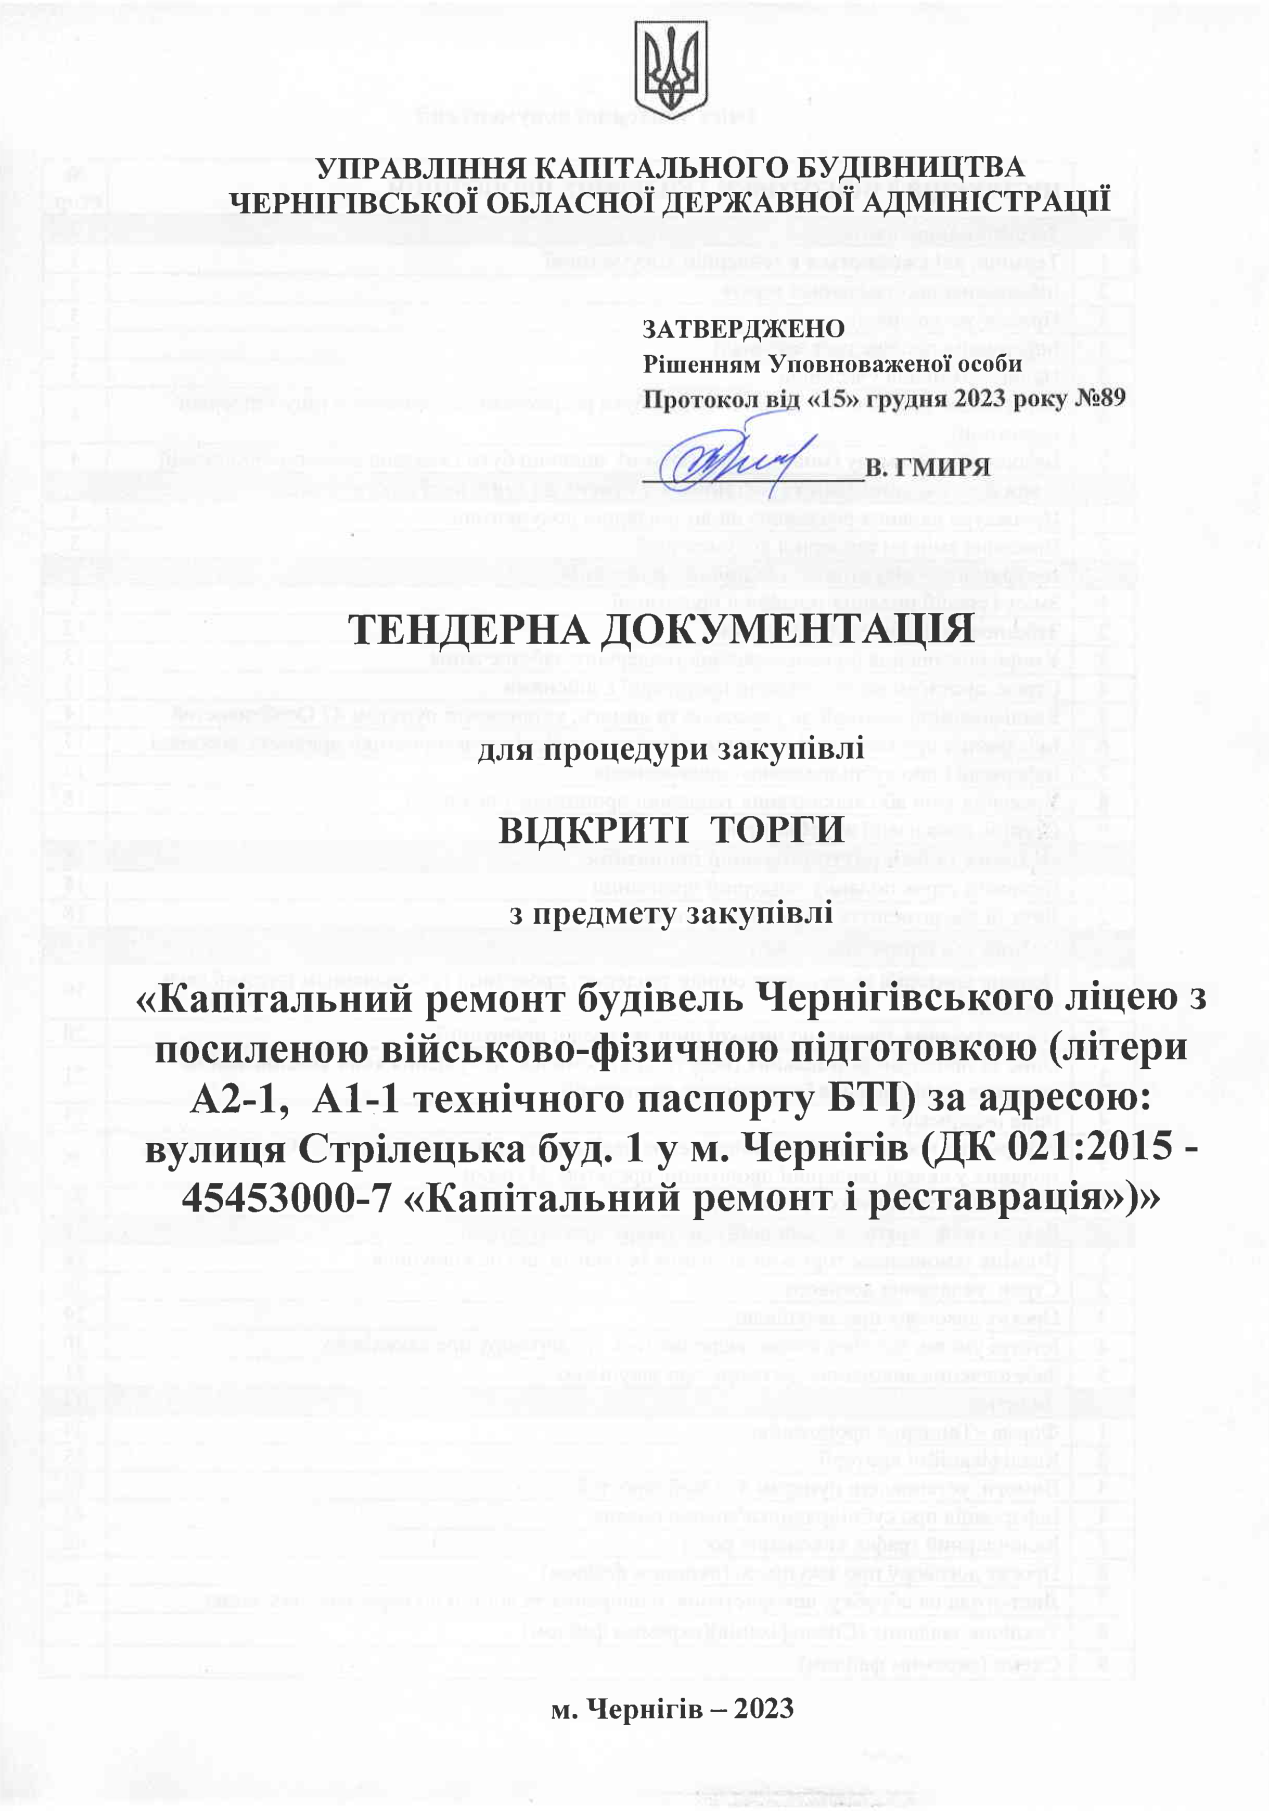 УПРАВЛІННЯ КАПІТАЛЬНОГО БУДІВНИЦТВА
ЧЕРНІГІВСЬКОЇ ОБЛАСНОЇ ДЕРЖАВНОЇ АДМІНІСТРАЦІЇ
ЗАТВЕРДЖЕНО
Рішенням Уповноваженої особи
Протокол від «15» грудня 2023 року №89
В. ГМИРЯ
ТЕНДЕРНА ДОКУМЕНТАЦІЯ
для процедури закупівлі
ВІДКРИТІ ТОРГИ
з предмету закупівлі
«Капітальний ремонт будівель Чернігівського ліцею з
посиленою військово-фізичною підготовкою (літери
А2-1, А1-1 технічного паспорту БТІ) за адресою:
вулиця Стрілецька буд. 1 у м. Чернігів (ДК 021:2015 -
45453000-7 «Капітальний ремонт і реставрація»)»
м. Чернігів – 2023